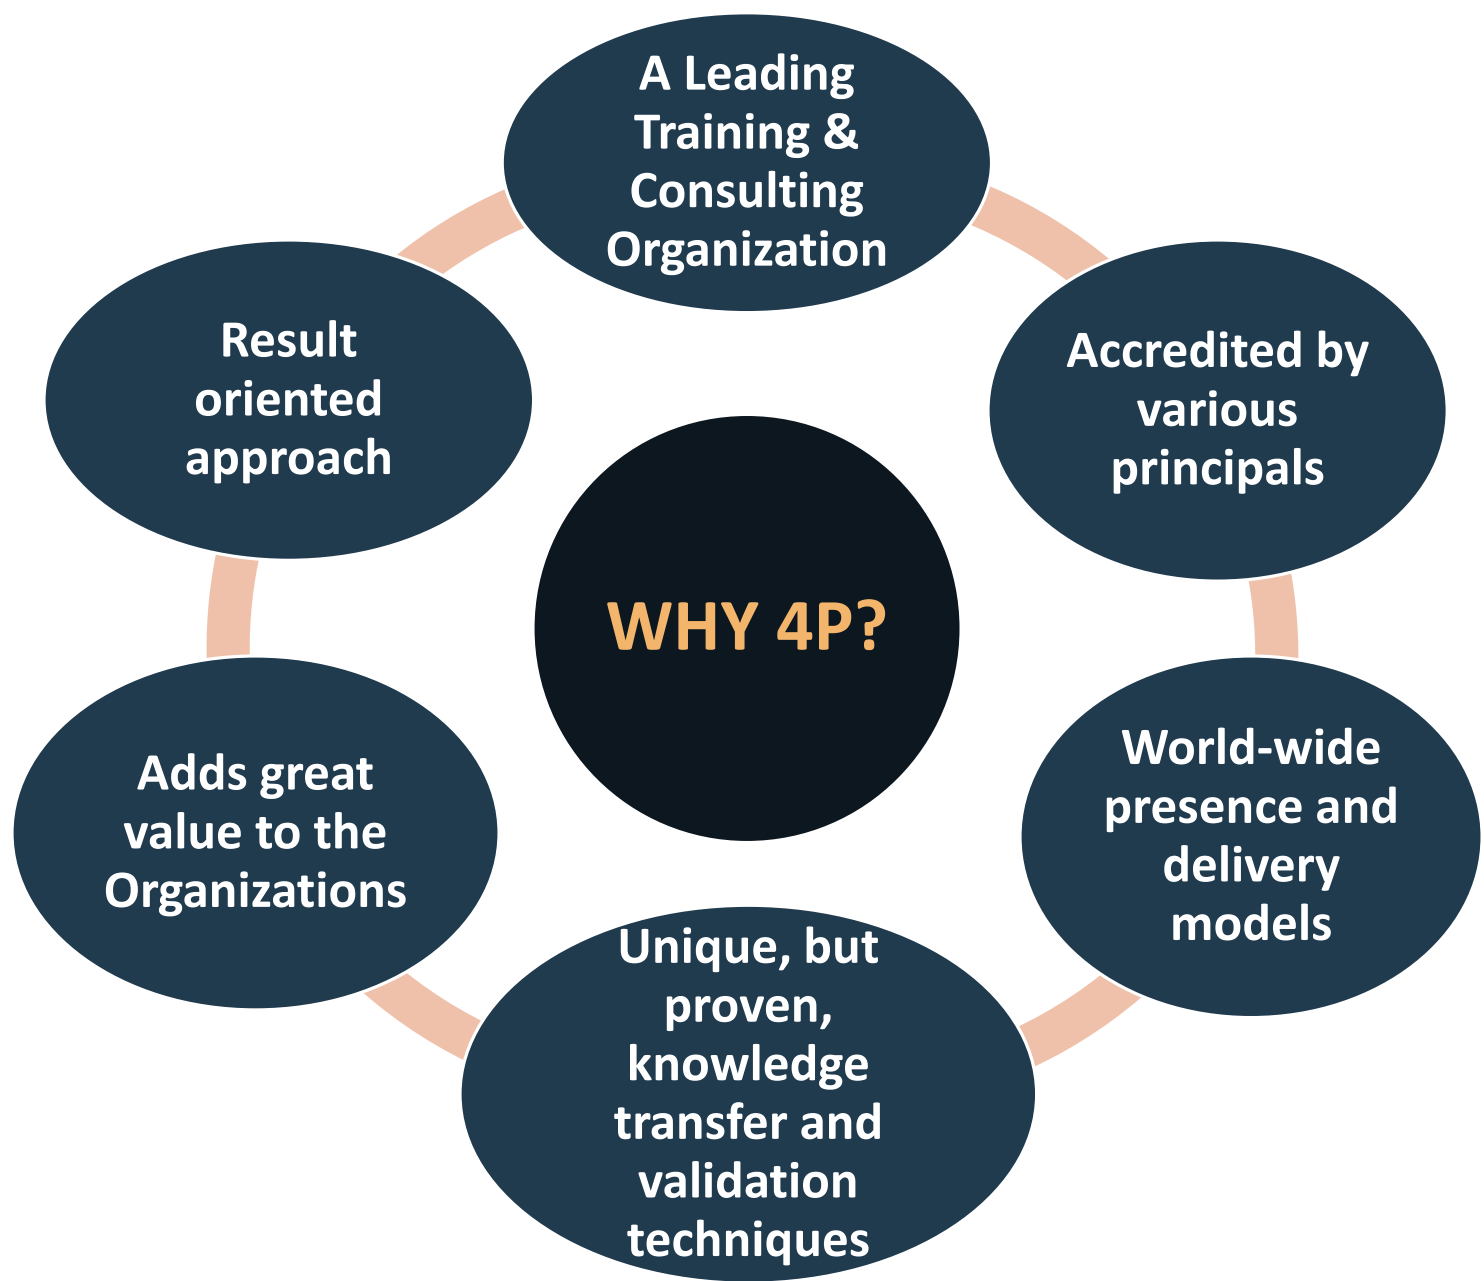 A Leading
Training &
Consulting
Organization
Accredited by
various
principals
World-wide
presence and
delivery
models
Unique, but
proven,
knowledge
transfer and
validation
techniques
Adds great
value to the
Organizations
Result
oriented
approach
WHY 4P?